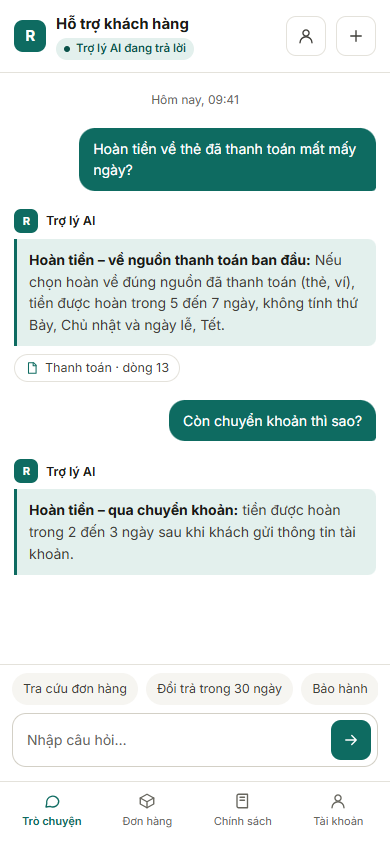 R
Hỗ trợ khách hàng
Trợ lý AI đang trả lời
Hôm nay, 09:41
Hoàn tiền về thẻ đã thanh toán mất mấy
ngày?
R
Trợ lý AI
Hoàn tiền – về nguồn thanh toán ban đầu: Nếu
chọn hoàn về đúng nguồn đã thanh toán (thẻ, ví),
tiền được hoàn trong 5 đến 7 ngày, không tính thứ
Bảy, Chủ nhật và ngày lễ, Tết.
Thanh toán · dòng 13
Còn chuyển khoản thì sao?
R
Trợ lý AI
Hoàn tiền – qua chuyển khoản: tiền được hoàn
trong 2 đến 3 ngày sau khi khách gửi thông tin tài
khoản.
Tra cứu đơn hàng
Đổi trả trong 30 ngày
Bảo hành
Nhập câu hỏi...
Trò chuyện
Đơn hàng
Chính sách
Tài khoản